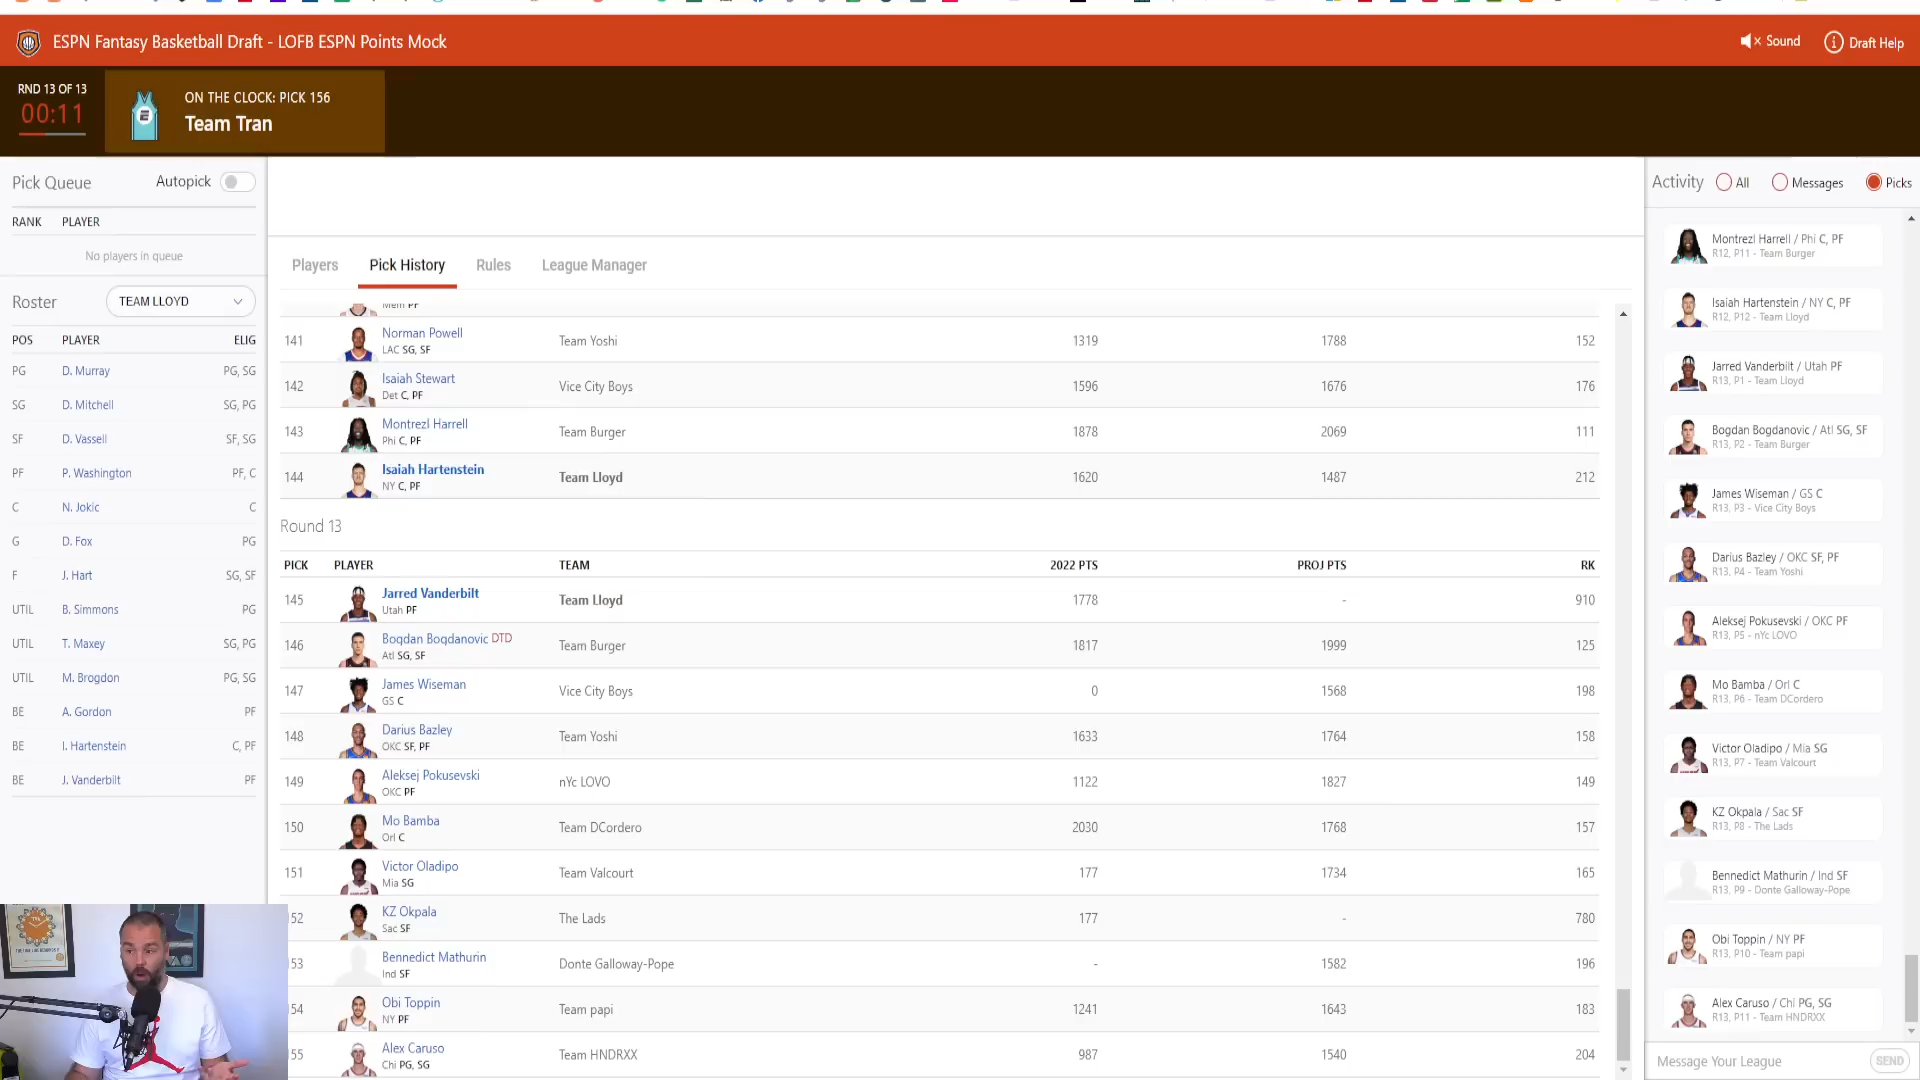 ESPN Fantasy Basketball Draft - LOFB ESPN Points Mock
Sound
Draft Help
RND 13 OF 13
00:11
ON THE CLOCK: PICK 156
Team Tran
Pick Queue
Autopick
RANK PLAYER
No players in queue
Roster
TEAM LLOYD
POS PLAYER ELIG
PG D. Murray PG, SG
SG D. Mitchell SG, PG
SF D. Vassell SF, SG
PF P. Washington PF, C
C N. Jokic C
G D. Fox PG
F J. Hart SG, SF
UTIL B. Simmons PG
UTIL T. Maxey SG, PG
UTIL M. Brogdon PG, SG
BE A. Gordon PF
BE I. Hartenstein C, PF
BE J. Vanderbilt PF
Players Pick History Rules League Manager
Mem PF
141 Norman Powell Team Yoshi 1319 1788 152
LAC SG, SF
142 Isaiah Stewart Vice City Boys 1596 1676 176
Det C, PF
143 Montrezl Harrell Team Burger 1878 2069 111
Phi C, PF
144 Isaiah Hartenstein Team Lloyd 1620 1487 212
NY C, PF
Round 13
PICK PLAYER TEAM 2022 PTS PROJ PTS RK
145 Jarred Vanderbilt Team Lloyd 1778 - 910
Utah PF
146 Bogdan Bogdanovic DTD Team Burger 1817 1999 125
Atl SG, SF
147 James Wiseman Vice City Boys 0 1568 198
GS C
148 Darius Bazley Team Yoshi 1633 1764 158
OKC SF, PF
149 Aleksej Pokusevski nYc LOVO 1122 1827 149
OKC PF
150 Mo Bamba Team DCordero 2030 1768 157
Orl C
151 Victor Oladipo Team Valcourt 177 1734 165
Mia SG
52 KZ Okpala The Lads 177 - 780
Sac SF
53 Bennedict Mathurin Donte Galloway-Pope - 1582 196
Ind SF
54 Obi Toppin Team papi 1241 1643 183
NY PF
55 Alex Caruso Team HNDRXX 987 1540 204
Chi PG, SG
Activity All Messages Picks
Montrezl Harrell / Phi C, PF
R12, P11 - Team Burger
Isaiah Hartenstein / NY C, PF
R12, P12 - Team Lloyd
Jarred Vanderbilt / Utah PF
R13, P1 - Team Lloyd
Bogdan Bogdanovic / Atl SG, SF
R13, P2 - Team Burger
James Wiseman / GS C
R13, P3 - Vice City Boys
Darius Bazley / OKC SF, PF
R13, P4 - Team Yoshi
Aleksej Pokusevski / OKC PF
R13, P5 - nYc LOVO
Mo Bamba / Orl C
R13, P6 - Team DCordero
Victor Oladipo / Mia SG
R13, P7 - Team Valcourt
KZ Okpala / Sac SF
R13, P8 - The Lads
Bennedict Mathurin / Ind SF
R13, P9 - Donte Galloway-Pope
Obi Toppin / NY PF
R13, P10 - Team papi
Alex Caruso / Chi PG, SG
R13, P11 - Team HNDRXX
Message Your League
SEND